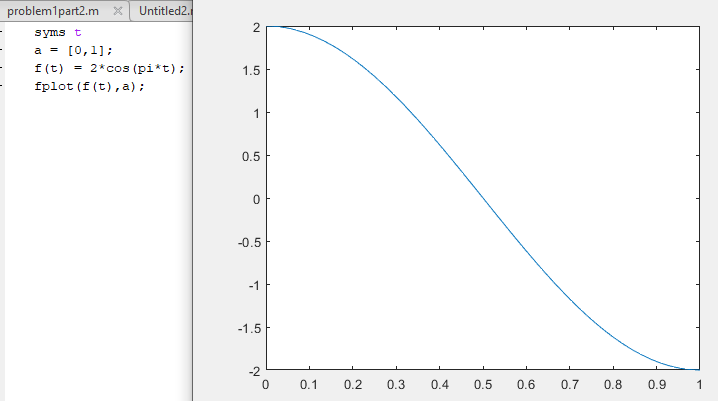 problem1part2.m × Untitled2.
syms t
a = [0,1];
f(t) = 2*cos(pi*t);
fplot(f(t),a);
2
1.5
1
0.5
0
-0.5
-1
-1.5
-2
0 0.1 0.2 0.3 0.4 0.5 0.6 0.7 0.8 0.9 1